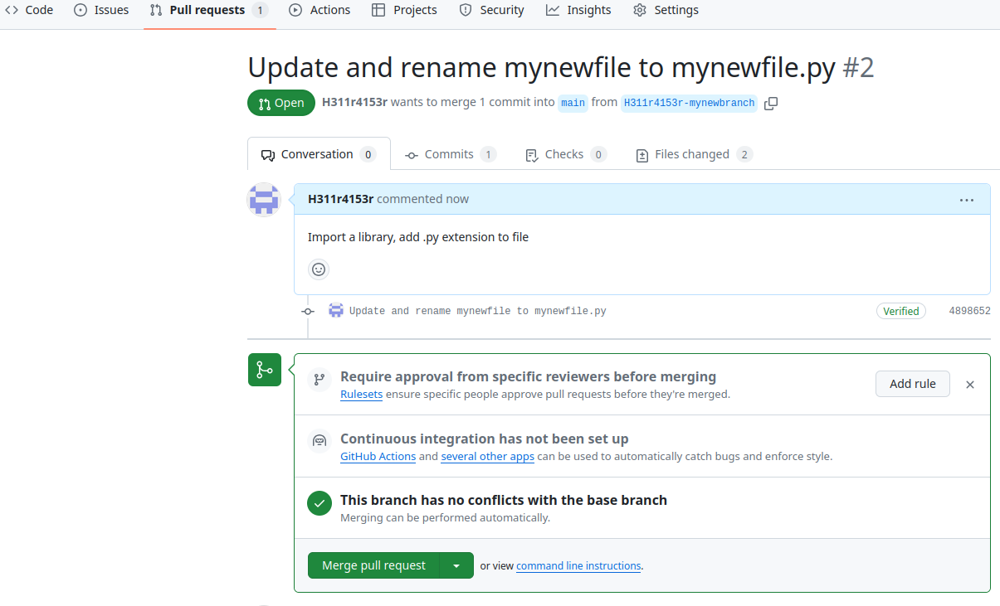 Code Issues Pull requests 1 Actions Projects Security Insights Settings
Update and rename mynewfile to mynewfile.py #2
Open H311r4153r wants to merge 1 commit into main from H311r4153r-mynewbranch
Conversation 0 Commits 1 Checks 0 Files changed 2
H311r4153r commented now ...
Import a library, add .py extension to file
Update and rename mynewfile to mynewfile.py Verified 4898652
Require approval from specific reviewers before merging
Rulesets ensure specific people approve pull requests before they're merged.
Add rule
Continuous integration has not been set up
GitHub Actions and several other apps can be used to automatically catch bugs and enforce style.
This branch has no conflicts with the base branch
Merging can be performed automatically.
Merge pull request or view command line instructions.